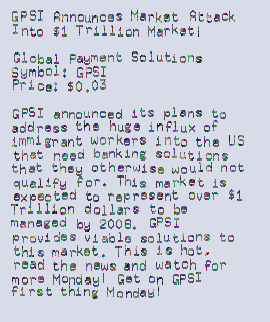 GPSI Announces Market Attack
Into $1 Trillion Market!
Global Payment Solutions
Symbol: GPSI
Price: $0.03
GPSI announced its plans to
address the huge influx of
immigrant workers into the US
that need banking solutions
that they otherwise would not
qualify for. This market is
expected to represent over $1
Trillion dollars to be
managed by 2008. GPSI
provides viable solutions to
this market. This is hot,
read the news and watch for
more Monday! Get on GPSI
first thing Monday!